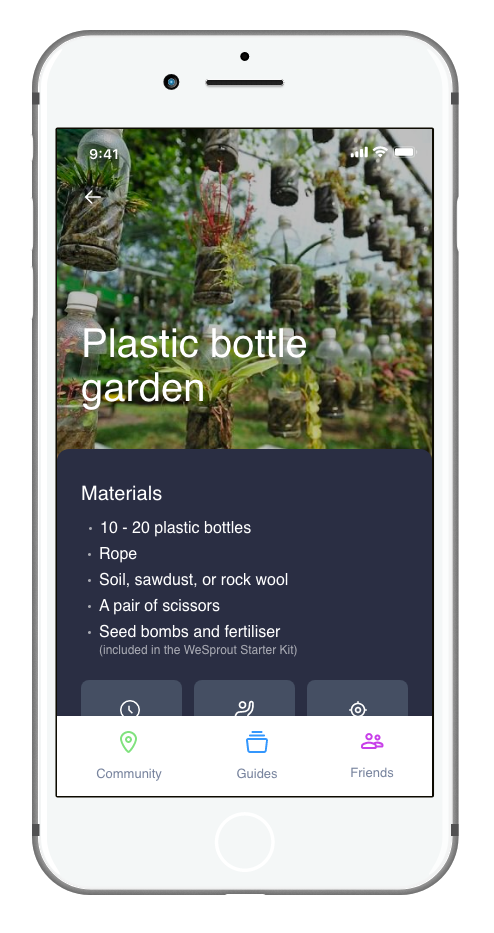 9:41
Plastic bottle
garden
Materials
• 10 - 20 plastic bottles
• Rope
• Soil, sawdust, or rock wool
• A pair of scissors
• Seed bombs and fertiliser
(included in the WeSprout Starter Kit)
Community Guides Friends